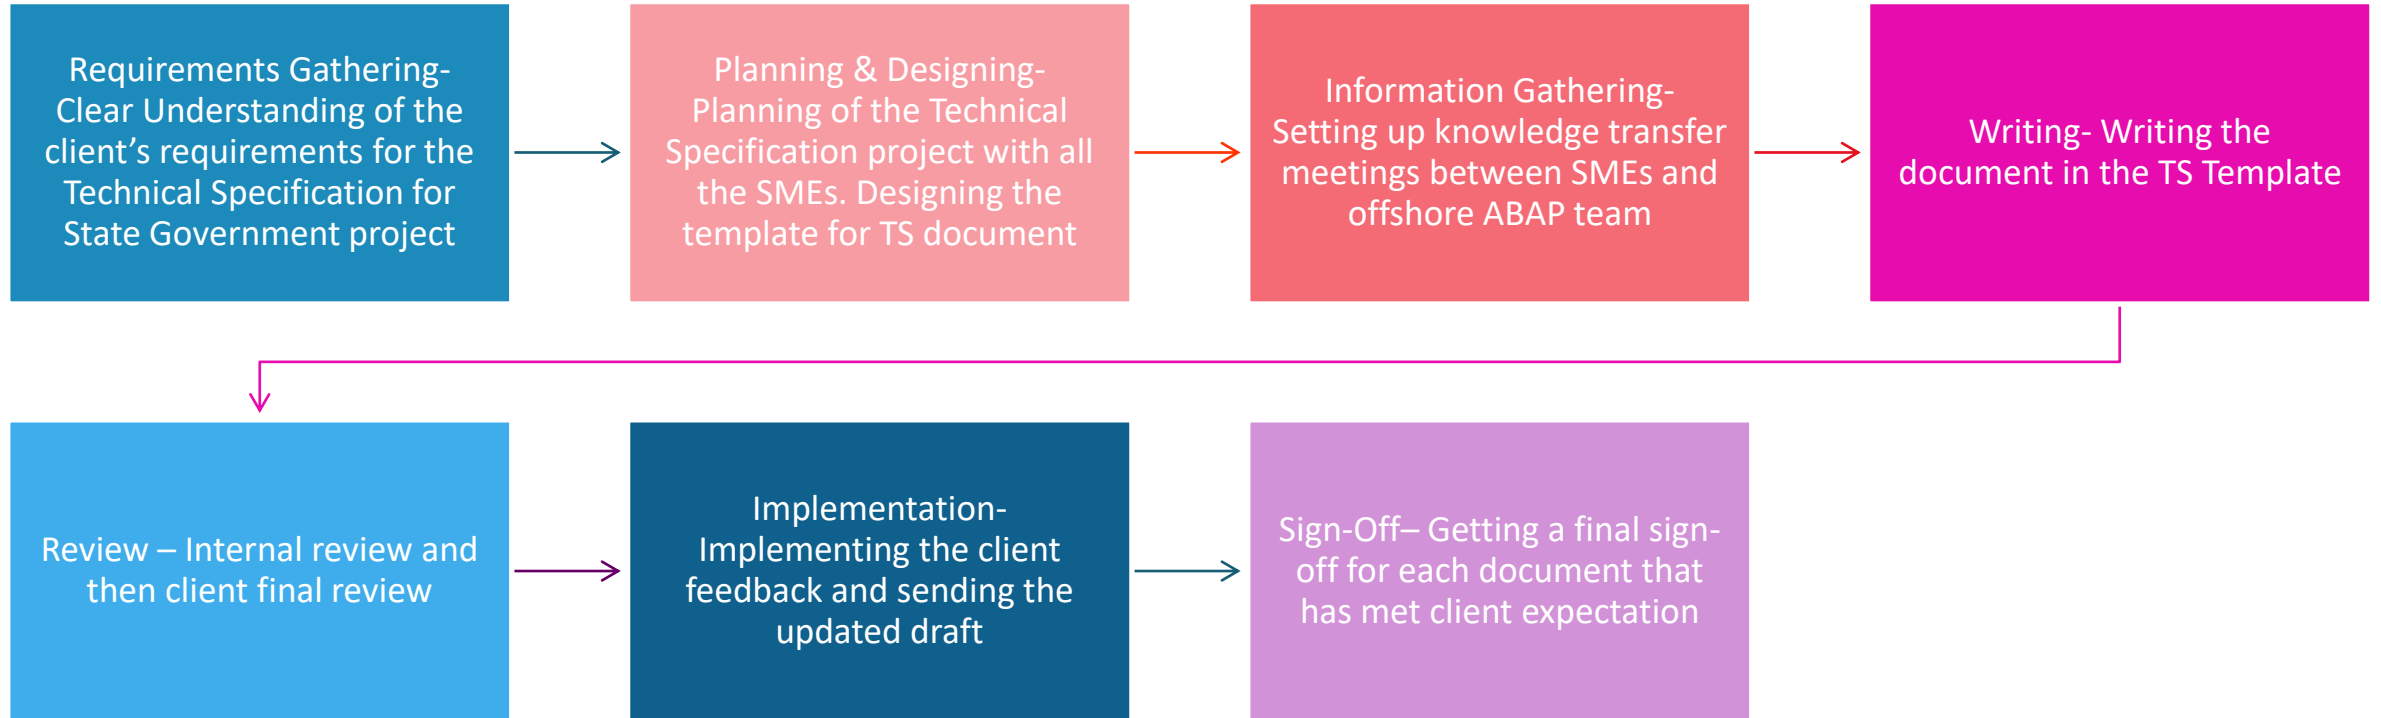 Requirements Gathering-
Clear Understanding of the
client’s requirements for the
Technical Specification for
State Government project
Planning & Designing-
Planning of the Technical
Specification project with all
the SMEs. Designing the
template for TS document
Information Gathering-
Setting up knowledge transfer
meetings between SMEs and
offshore ABAP team
Writing- Writing the
document in the TS Template
Review – Internal review and
then client final review
Implementation-
Implementing the client
feedback and sending the
updated draft
Sign-Off– Getting a final sign-
off for each document that
has met client expectation